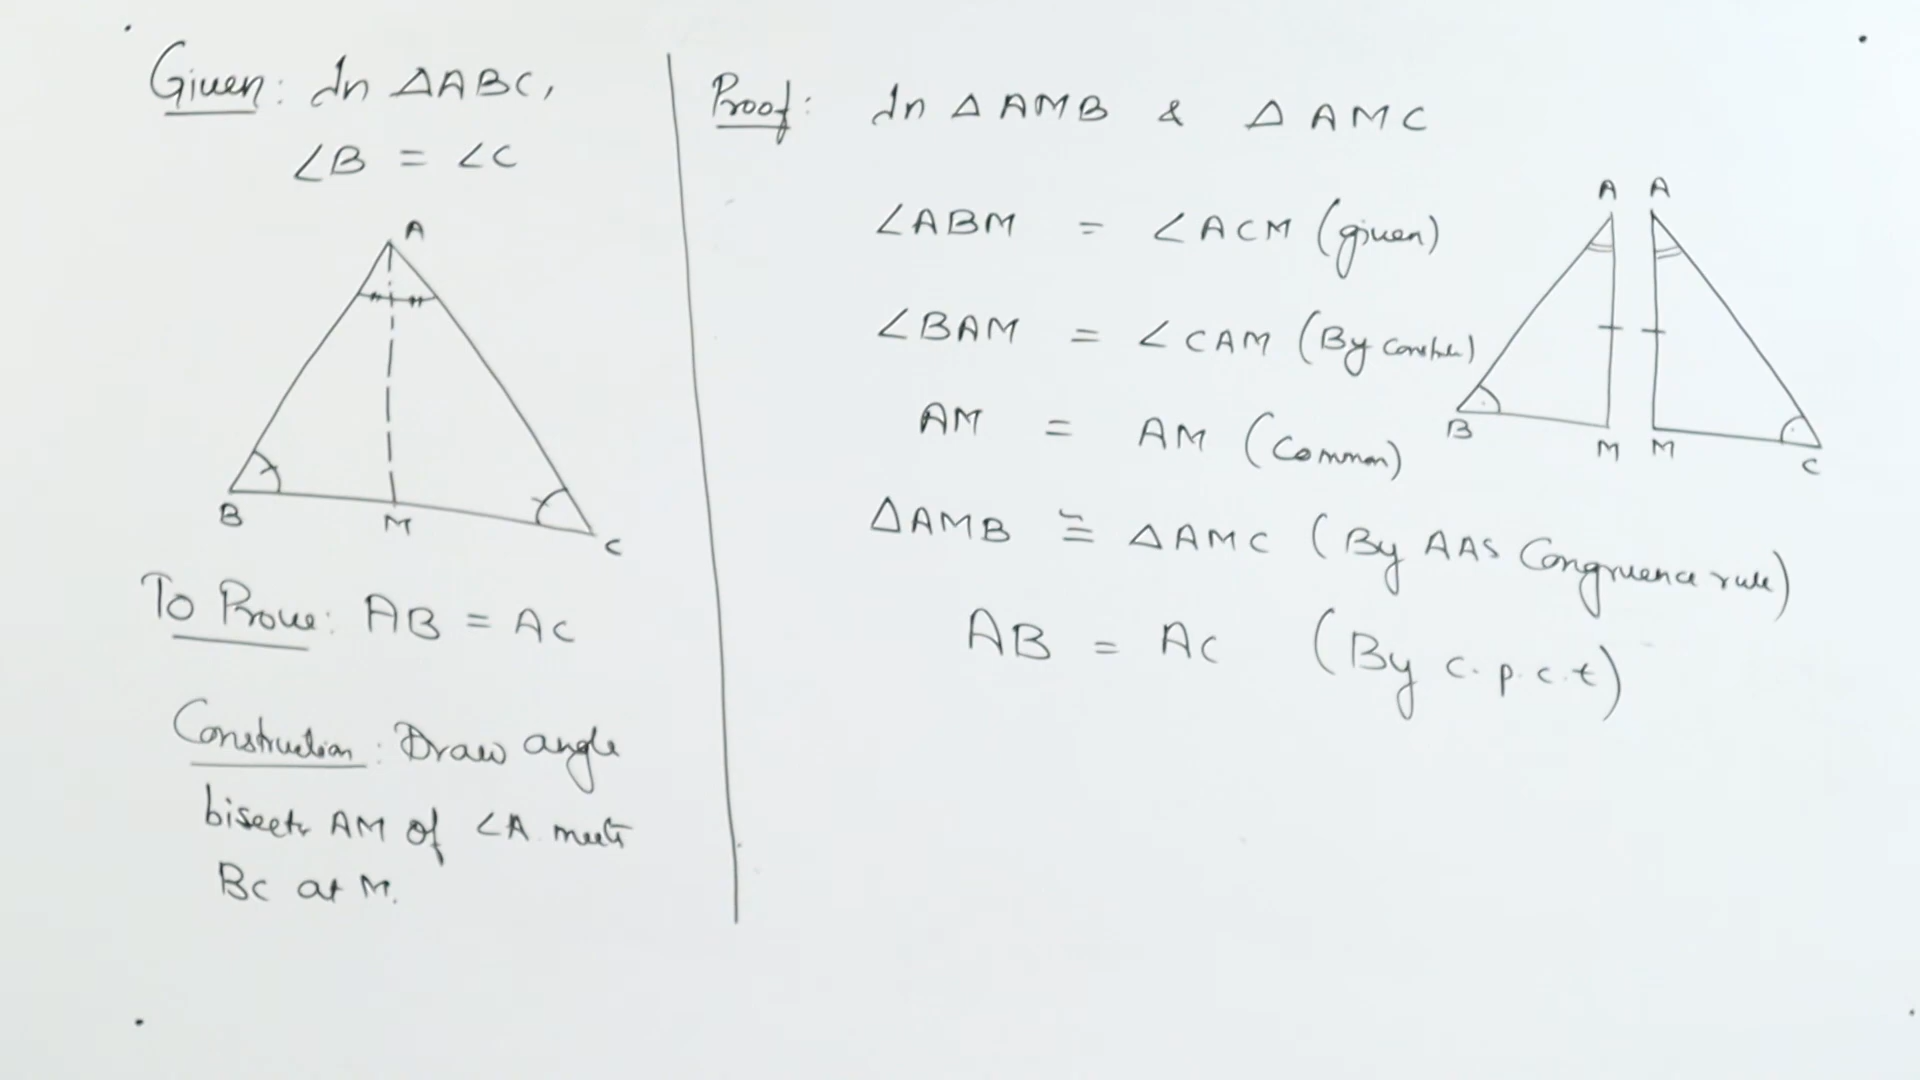 Given: In △ABC,
∠B = ∠C
A
B
M
C
To Prove: AB = AC
Construction: Draw angle
bisector AM of ∠A meets
BC at M.
Proof: In △AMB & △AMC
∠ABM = ∠ACM (given)
∠BAM = ∠CAM (By constru)
AM = AM (Common)
△AMB ≅ △AMC (By AAS Congruence rule)
AB = AC (By c.p.c.t)
A A
B M M C